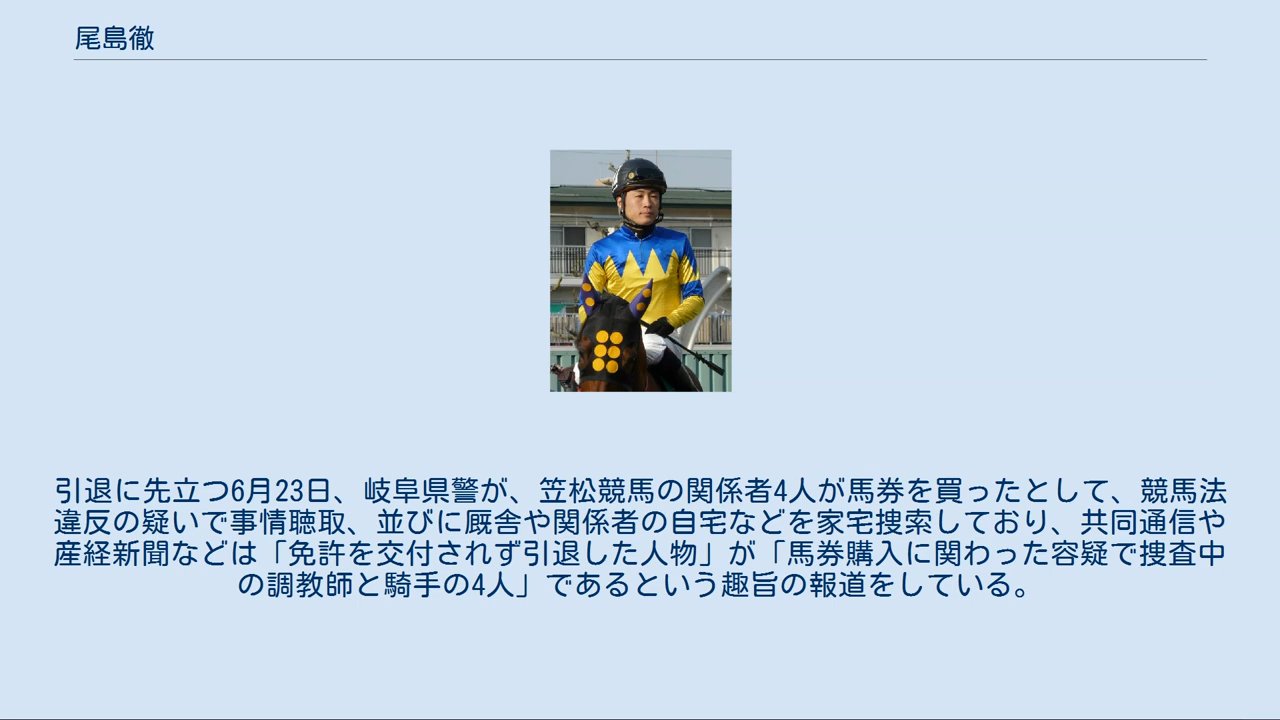 尾島徹
引退に先立つ6月23日、岐阜県警が、笠松競馬の関係者4人が馬券を買ったとして、競馬法
違反の疑いで事情聴取、並びに厩舎や関係者の自宅などを家宅捜索しており、共同通信や
産経新聞などは「免許を交付されず引退した人物」が「馬券購入に関わった容疑で捜査中
の調教師と騎手の4人」であるという趣旨の報道をしている。